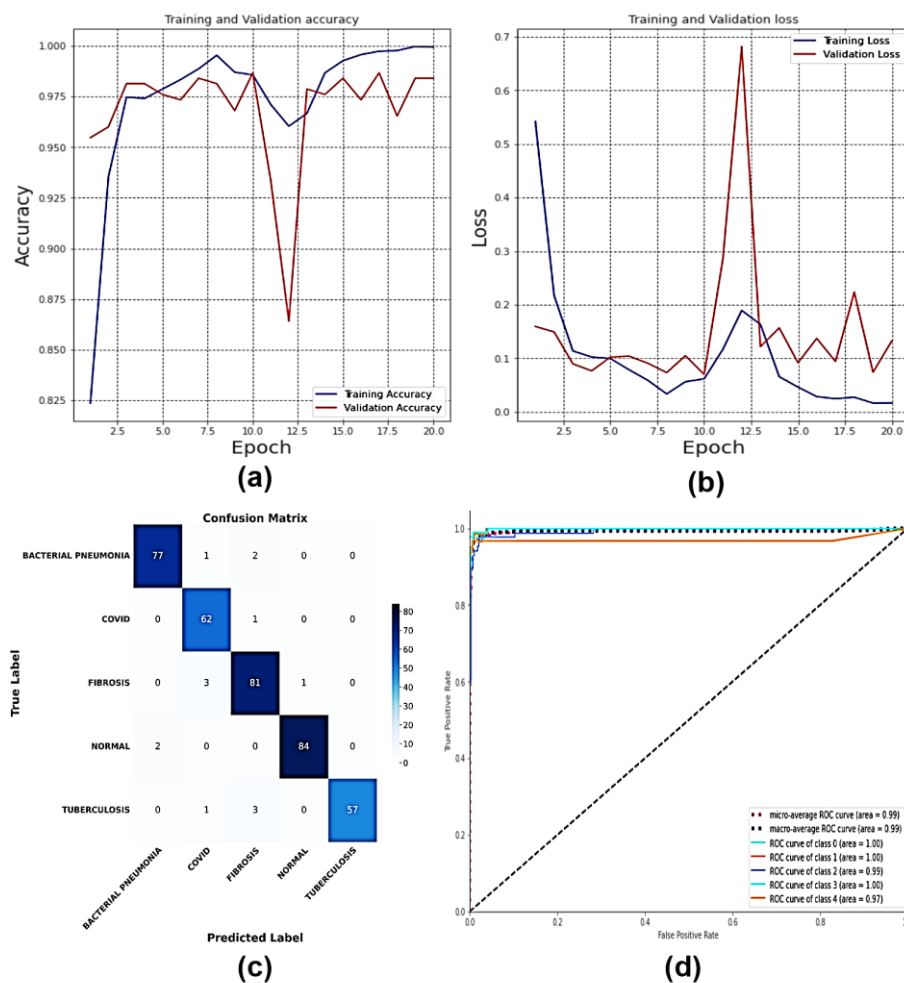 Training and Validation accuracy
1.000
0.975
0.950
0.925
0.900
0.875
0.850
0.825
Accuracy
Training Accuracy
Validation Accuracy
2.5 5.0 7.5 10.0 12.5 15.0 17.5 20.0
Epoch
(a)
Training and Validation loss
0.7
0.6
0.5
0.4
0.3
0.2
0.1
0.0
Loss
Training Loss
Validation Loss
2.5 5.0 7.5 10.0 12.5 15.0 17.5 20.0
Epoch
(b)
Confusion Matrix
True Label
BACTERIAL PNEUMONIA 77 1 2 0 0
COVID 0 62 1 0 0
FIBROSIS 0 3 81 1 0
NORMAL 2 0 0 84 0
TUBERCULOSIS 0 1 3 0 57
80
70
60
50
40
30
20
10
0
BACTERIAL PNEUMONIA
COVID
FIBROSIS
NORMAL
TUBERCULOSIS
Predicted Label
(c)
1.0
0.8
0.6
0.4
0.2
0.0
True Positive Rate
micro-average ROC curve (area = 0.99)
macro-average ROC curve (area = 0.99)
ROC curve of class 0 (area = 1.00)
ROC curve of class 1 (area = 1.00)
ROC curve of class 2 (area = 0.99)
ROC curve of class 3 (area = 1.00)
ROC curve of class 4 (area = 0.97)
0.0 0.2 0.4 0.6 0.8
False Positive Rate
(d)